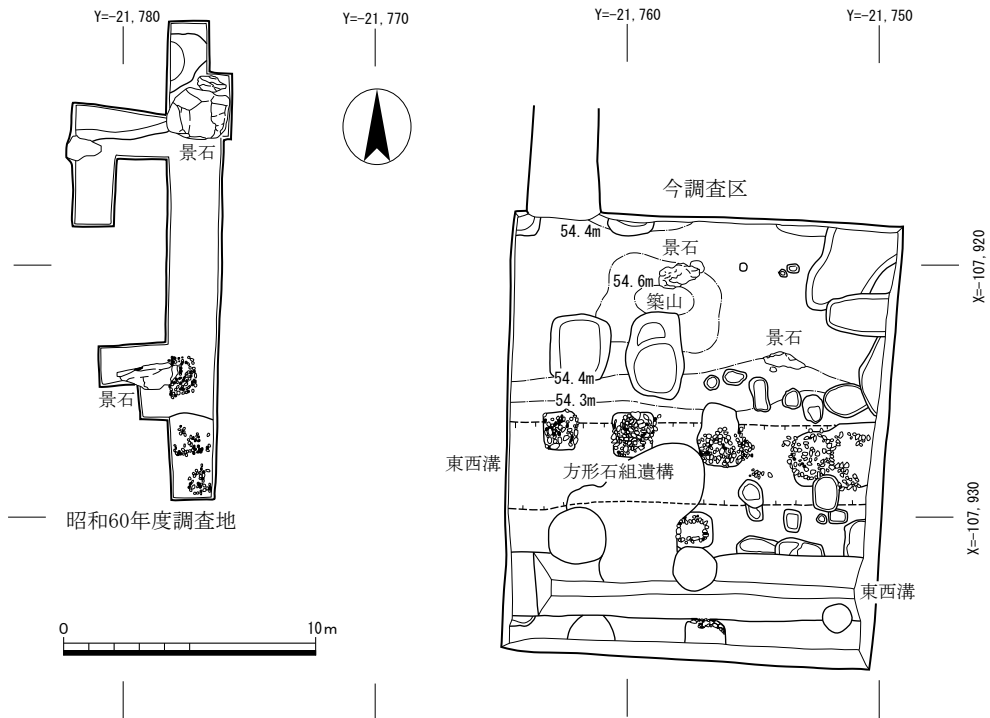 Y=-21,780
Y=-21,770
Y=-21,760
Y=-21,750
景石
今調査区
54.4m
景石
X=-107,920
54.6m
築山
景石
54.4m
景石
54.3m
東西溝
方形石組遺構
X=-107,930
昭和60年度調査地
東西溝
0
10m